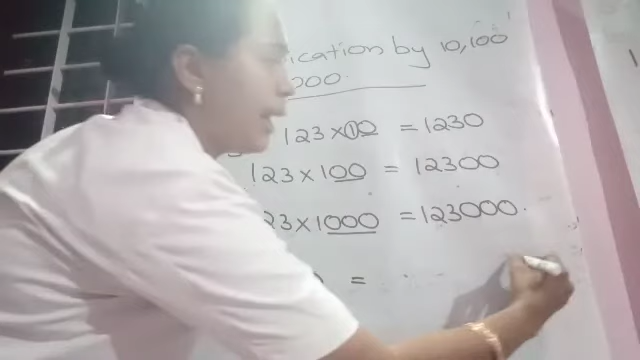 ication by 10,100
000.
123 × 10 = 1230
123 × 100 = 12300
23 × 1000 = 123000.
=